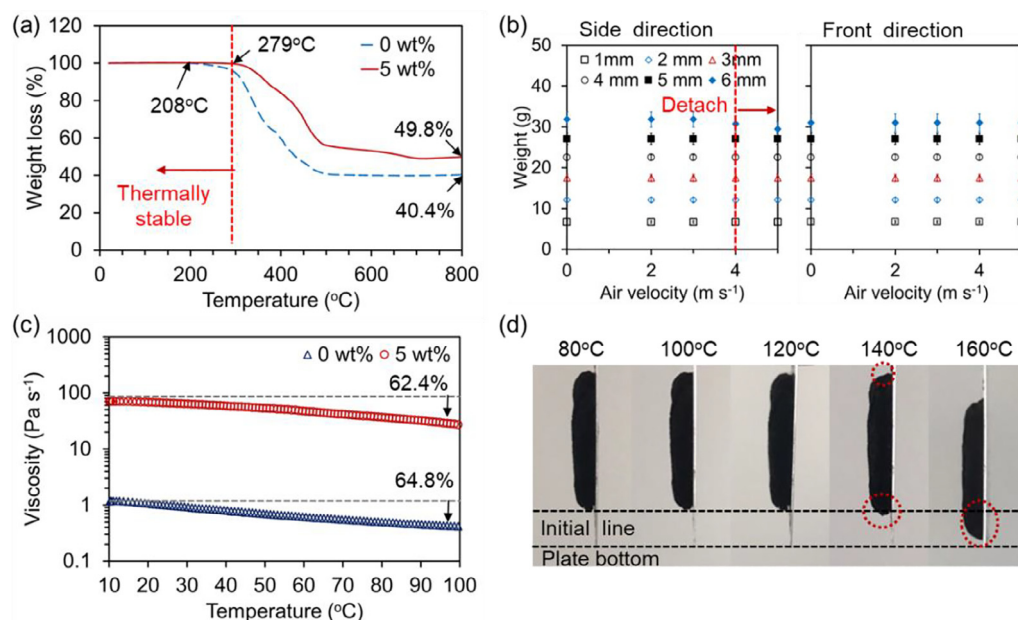 (a)
120
100
80
60
40
20
0
Weight loss (%)
279°C
208°C
0 wt%
5 wt%
49.8%
40.4%
Thermally
stable
0 200 400 600 800
Temperature (°C)
(b)
Side direction
Front direction
50
40
30
20
10
0
Weight (g)
1mm 2 mm 3mm
4 mm 5 mm 6 mm
Detach
0 2 4
0 2 4
Air velocity (m s-1)
Air velocity (m s-1)
(c)
1000
100
10
1
0.1
Viscosity (Pa s-1)
0 wt% 5 wt%
62.4%
64.8%
10 20 30 40 50 60 70 80 90 100
Temperature (°C)
(d)
80°C 100°C 120°C 140°C 160°C
Initial line
Plate bottom